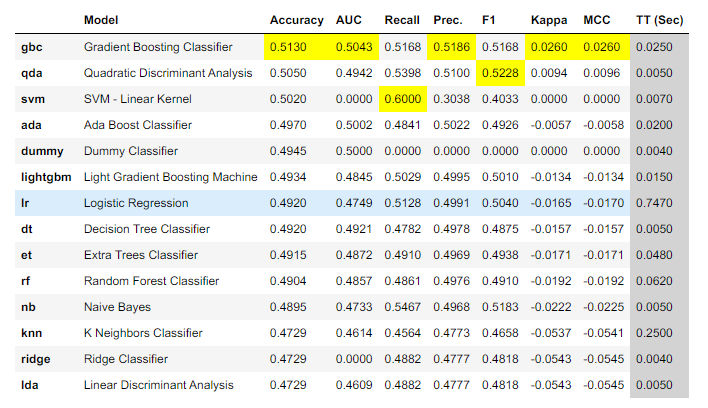 Model Accuracy AUC Recall Prec. F1 Kappa MCC TT (Sec)
gbc Gradient Boosting Classifier 0.5130 0.5043 0.5168 0.5186 0.5168 0.0260 0.0260 0.0250
qda Quadratic Discriminant Analysis 0.5050 0.4942 0.5398 0.5100 0.5228 0.0094 0.0096 0.0050
svm SVM - Linear Kernel 0.5020 0.0000 0.6000 0.3038 0.4033 0.0000 0.0000 0.0070
ada Ada Boost Classifier 0.4970 0.5002 0.4841 0.5022 0.4926 -0.0057 -0.0058 0.0200
dummy Dummy Classifier 0.4945 0.5000 0.0000 0.0000 0.0000 0.0000 0.0000 0.0040
lightgbm Light Gradient Boosting Machine 0.4934 0.4845 0.5029 0.4995 0.5010 -0.0134 -0.0134 0.0150
lr Logistic Regression 0.4920 0.4749 0.5128 0.4991 0.5040 -0.0165 -0.0170 0.7470
dt Decision Tree Classifier 0.4920 0.4921 0.4782 0.4978 0.4875 -0.0157 -0.0157 0.0050
et Extra Trees Classifier 0.4915 0.4872 0.4910 0.4969 0.4938 -0.0171 -0.0171 0.0480
rf Random Forest Classifier 0.4904 0.4857 0.4861 0.4976 0.4910 -0.0192 -0.0192 0.0620
nb Naive Bayes 0.4895 0.4733 0.5467 0.4968 0.5183 -0.0222 -0.0225 0.0050
knn K Neighbors Classifier 0.4729 0.4614 0.4564 0.4773 0.4658 -0.0537 -0.0541 0.2500
ridge Ridge Classifier 0.4729 0.0000 0.4882 0.4777 0.4818 -0.0543 -0.0545 0.0040
lda Linear Discriminant Analysis 0.4729 0.4609 0.4882 0.4777 0.4818 -0.0543 -0.0545 0.0050